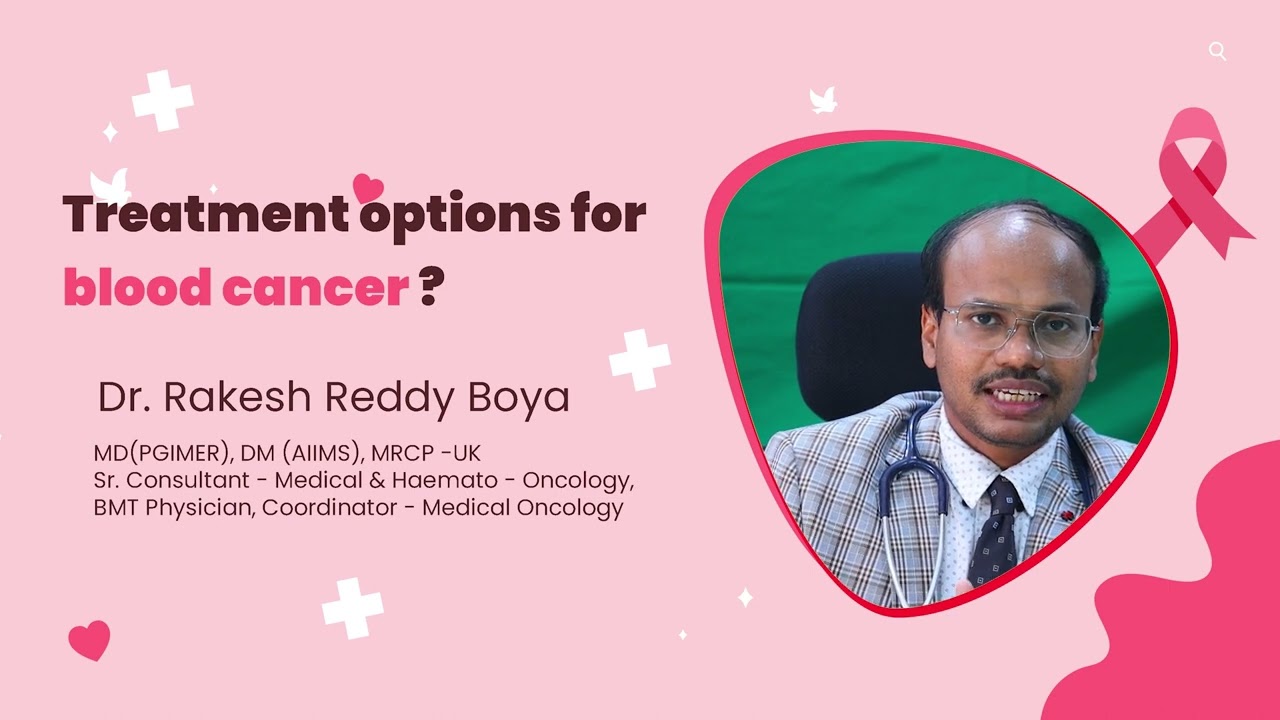 Treatment options for
blood cancer ?
Dr. Rakesh Reddy Boya
MD(PGIMER), DM (AIIMS), MRCP -UK
Sr. Consultant - Medical & Haemato - Oncology,
BMT Physician, Coordinator - Medical Oncology